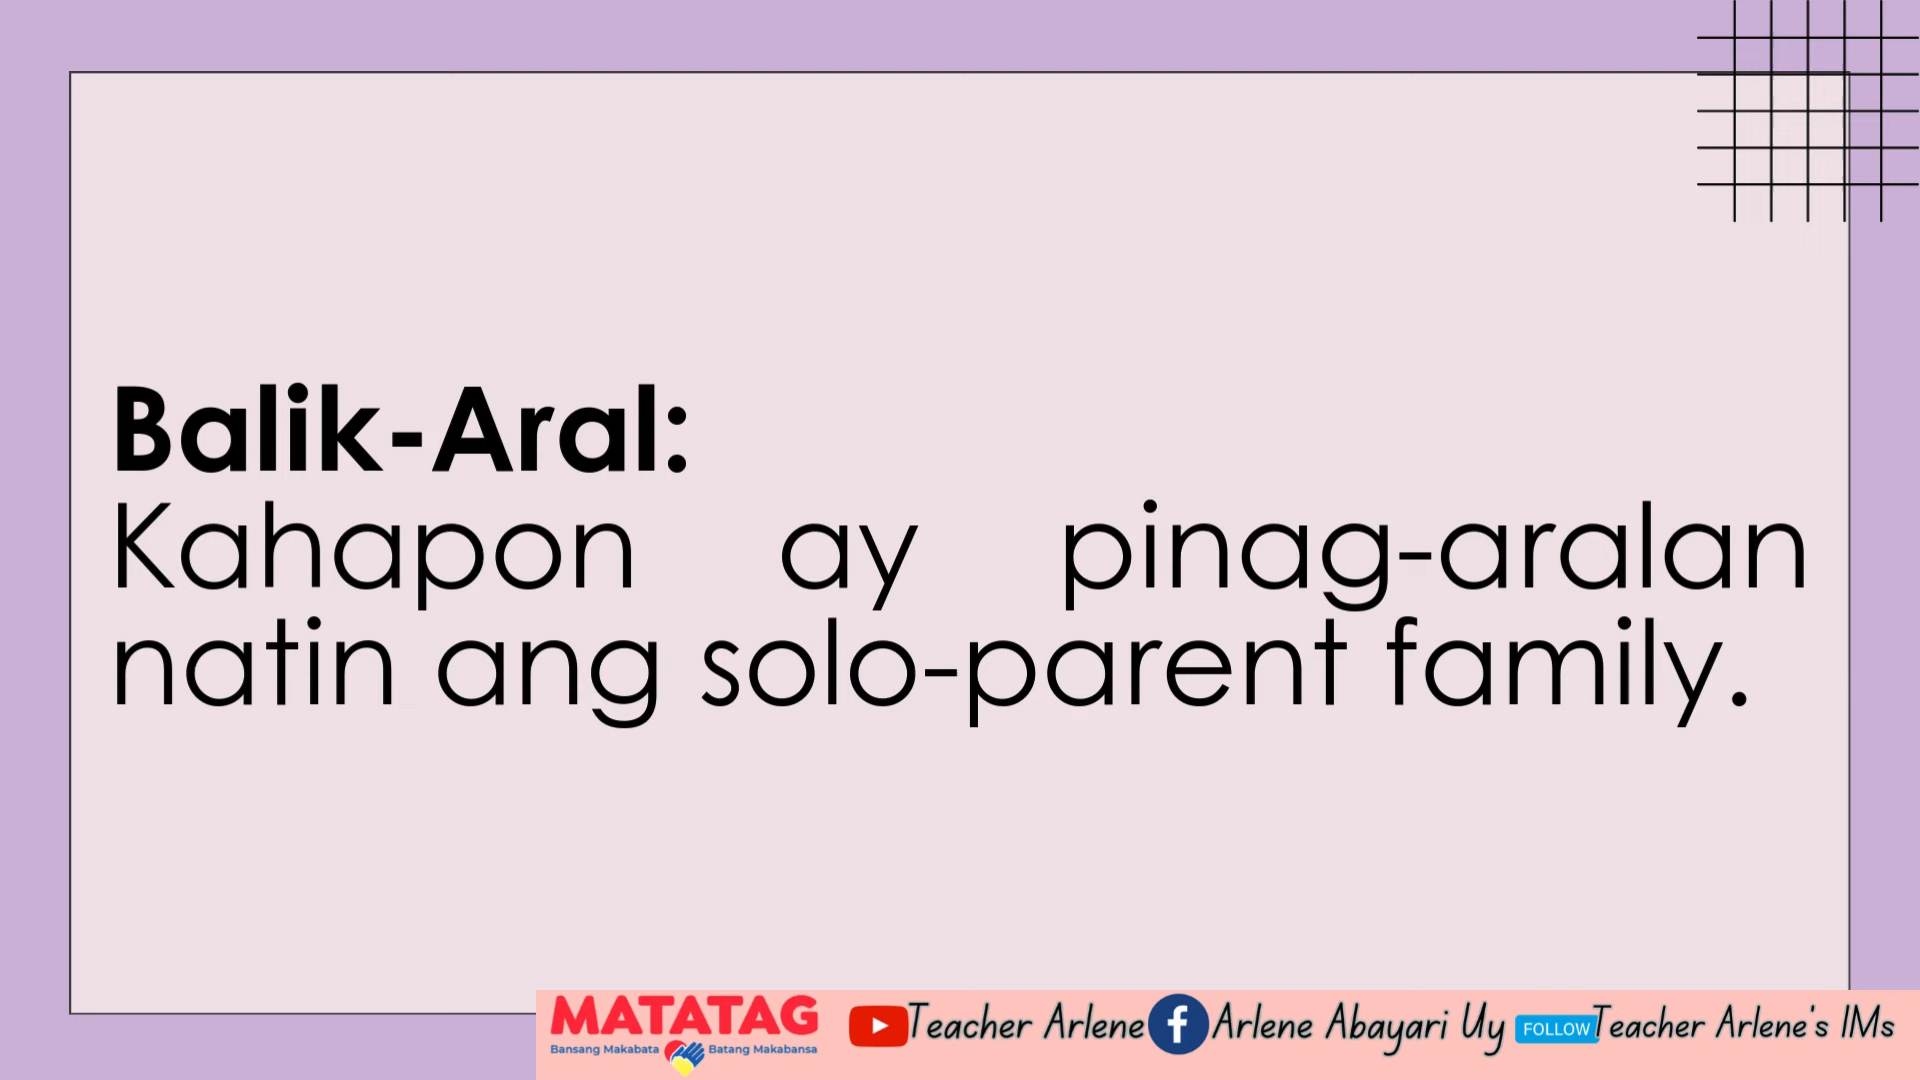 Balik-Aral:
Kahapon ay pinag-aralan
natin ang solo-parent family.
MATATAG
Bansang Makabata Batang Makabansa
Teacher Arlene
Arlene Abayari Uy
FOLLOW
Teacher Arlene's IMs